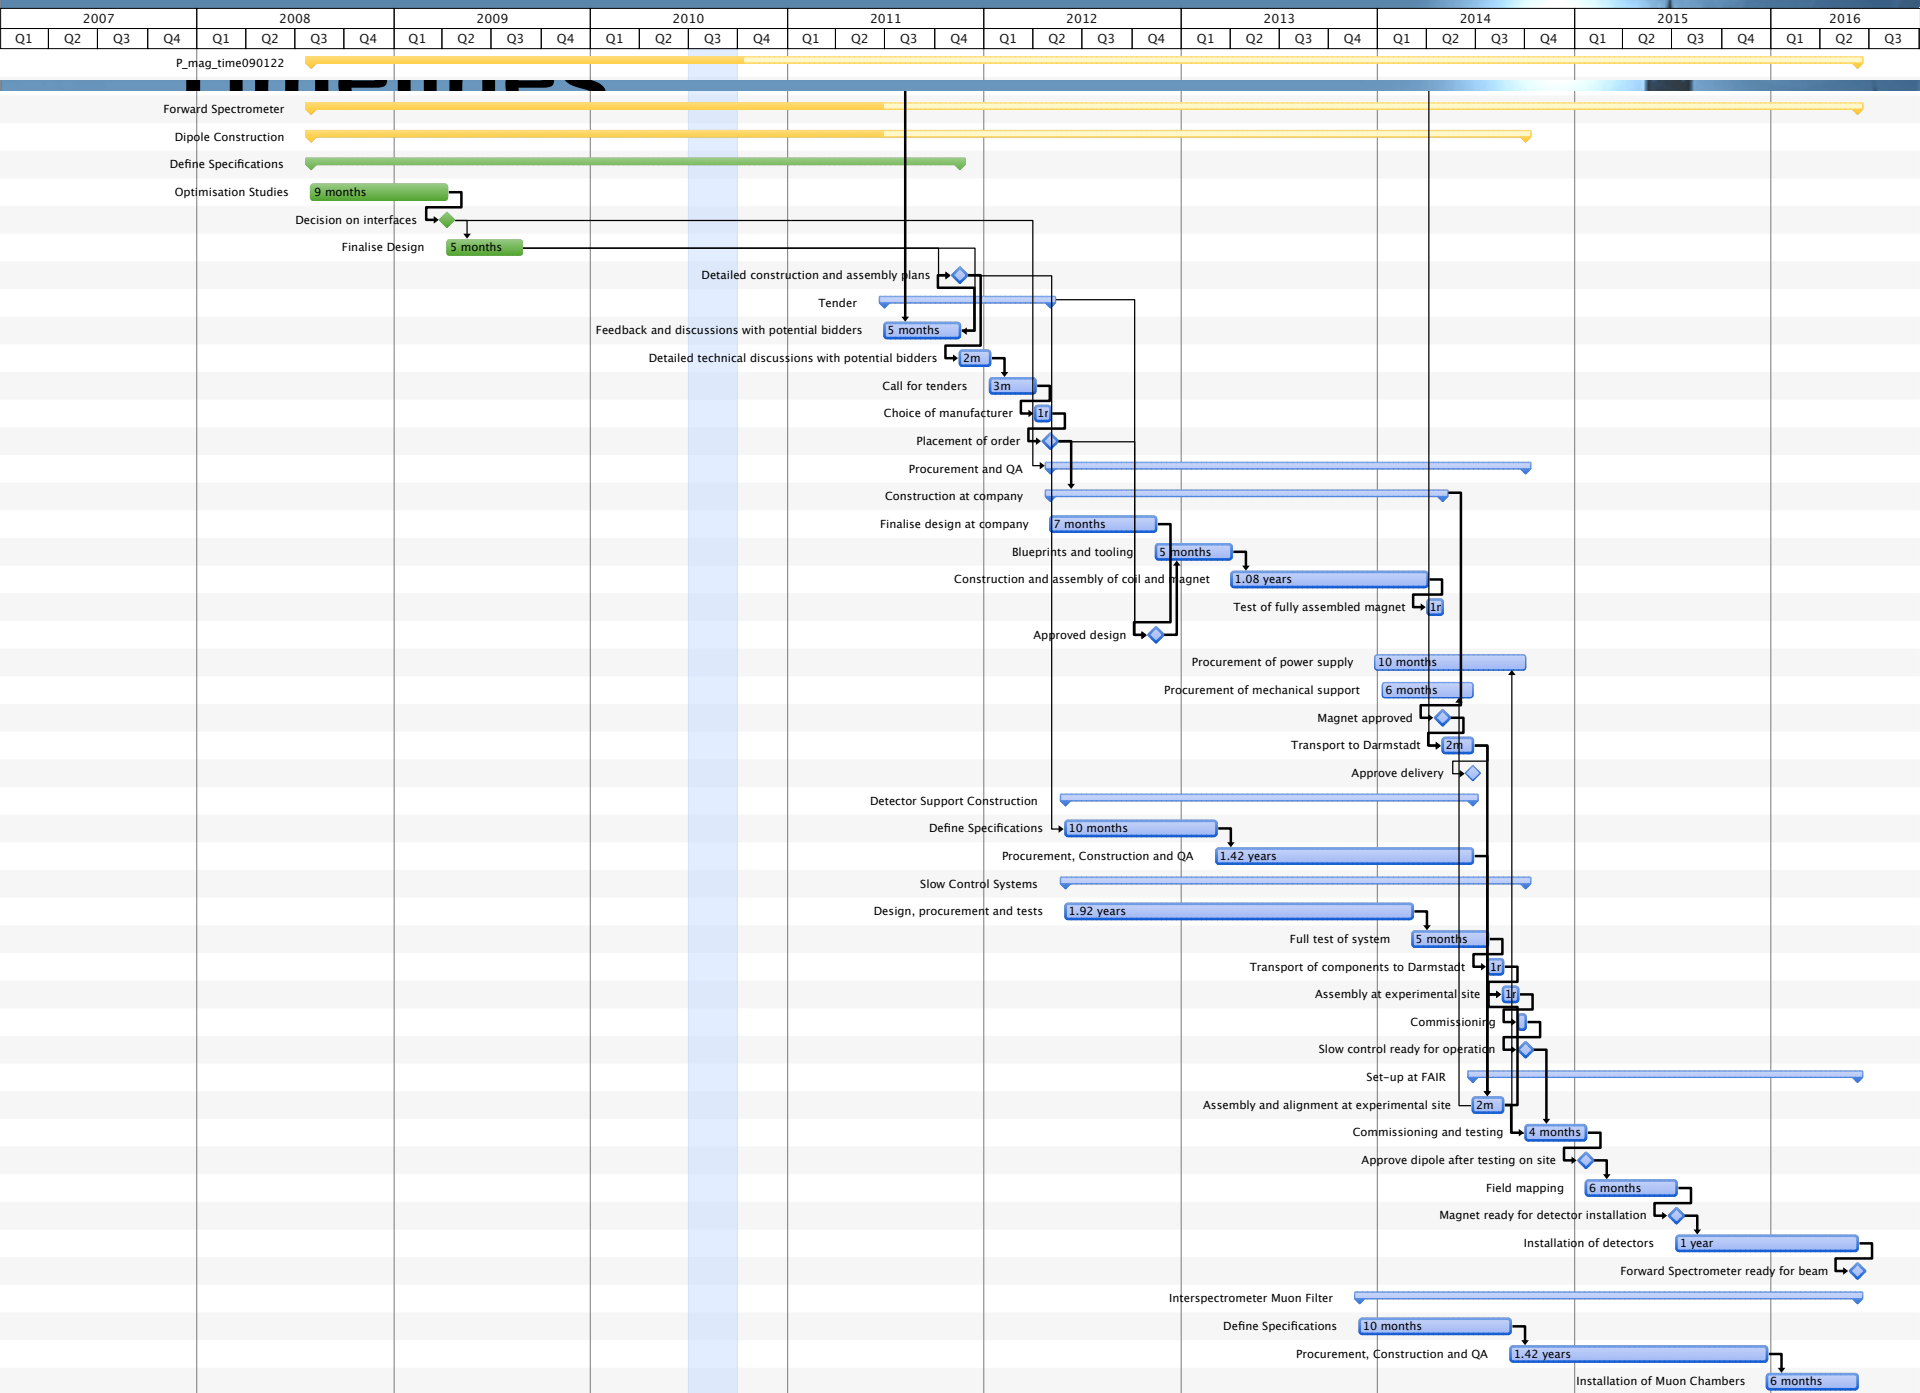 2007 2008 2009 2010 2011 2012 2013 2014 2015 2016
Q1 Q2 Q3 Q4 Q1 Q2 Q3 Q4 Q1 Q2 Q3 Q4 Q1 Q2 Q3 Q4 Q1 Q2 Q3 Q4 Q1 Q2 Q3 Q4 Q1 Q2 Q3 Q4 Q1 Q2 Q3 Q4 Q1 Q2 Q3 Q4 Q1 Q2 Q3
P_mag_time090122
Timelines
Forward Spectrometer
Dipole Construction
Define Specifications
Optimisation Studies 9 months
Decision on interfaces
Finalise Design 5 months
Detailed construction and assembly plans
Tender
Feedback and discussions with potential bidders 5 months
Detailed technical discussions with potential bidders 2m
Call for tenders 3m
Choice of manufacturer 1r
Placement of order
Procurement and QA
Construction at company
Finalise design at company 7 months
Blueprints and tooling 5 months
Construction and assembly of coil and magnet 1.08 years
Test of fully assembled magnet 1r
Approved design
Procurement of power supply 10 months
Procurement of mechanical support 6 months
Magnet approved
Transport to Darmstadt 2m
Approve delivery
Detector Support Construction
Define Specifications 10 months
Procurement, Construction and QA 1.42 years
Slow Control Systems
Design, procurement and tests 1.92 years
Full test of system 5 months
Transport of components to Darmstadt 1r
Assembly at experimental site 1r
Commissioning
Slow control ready for operation
Set-up at FAIR
Assembly and alignment at experimental site 2m
Commissioning and testing 4 months
Approve dipole after testing on site
Field mapping 6 months
Magnet ready for detector installation
Installation of detectors 1 year
Forward Spectrometer ready for beam
Interspectrometer Muon Filter
Define Specifications 10 months
Procurement, Construction and QA 1.42 years
Installation of Muon Chambers 6 months